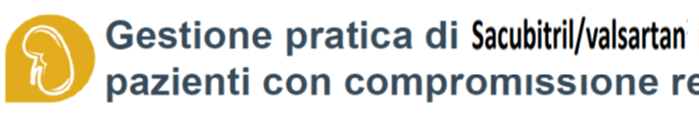 Gestione pratica di Sacubitril/valsartan
pazienti con compromissione re